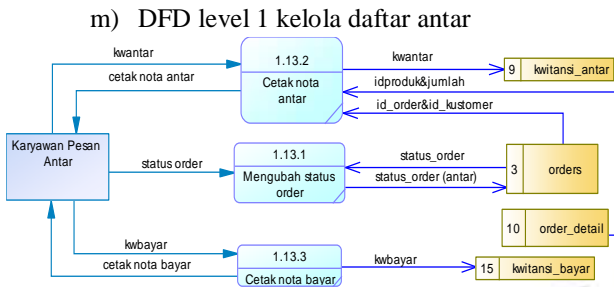 m) DFD level 1 kelola daftar antar
kwantar
1.13.2
kwantar
9 kwitansi_antar
cetak nota antar
Cetak nota
antar
idproduk&jumlah
id_order&id_kustomer
Karyawan Pesan
Antar
status order
1.13.1
Mengubah status
order
status_order
status_order (antar)
3 orders
10 order_detail
kwbayar
cetak nota bayar
1.13.3
Cetak nota bayar
kwbayar
15 kwitansi_bayar